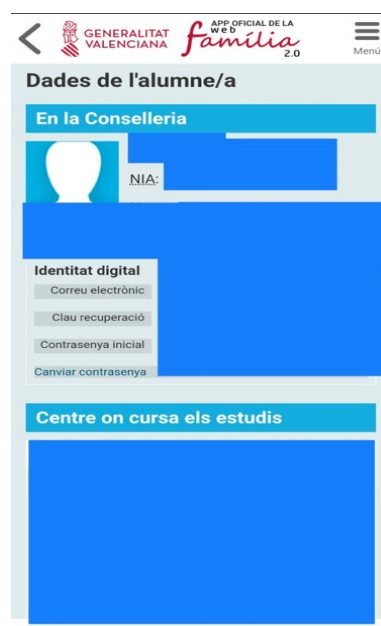 GENERALITAT
VALENCIANA
APP OFICIAL DE LA
web
família
2.0
Menú
Dades de l'alumne/a
En la Conselleria
NIA:
Identitat digital
Correu electrònic
Clau recuperació
Contrasenya inicial
Canviar contrasenya
Centre on cursa els estudis